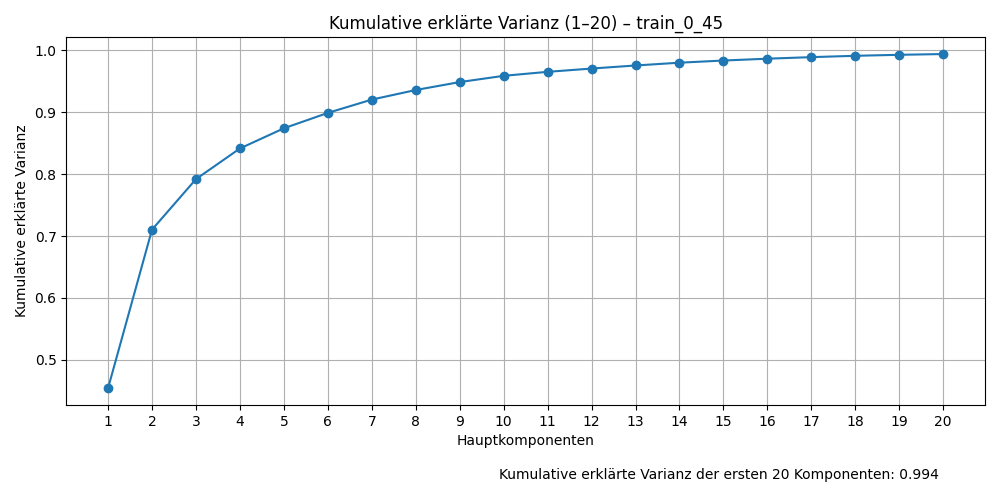 Kumulative erklärte Varianz (1–20) – train_0_45
Kumulative erklärte Varianz
1.0
0.9
0.8
0.7
0.6
0.5
1 2 3 4 5 6 7 8 9 10 11 12 13 14 15 16 17 18 19 20
Hauptkomponenten
Kumulative erklärte Varianz der ersten 20 Komponenten: 0.994